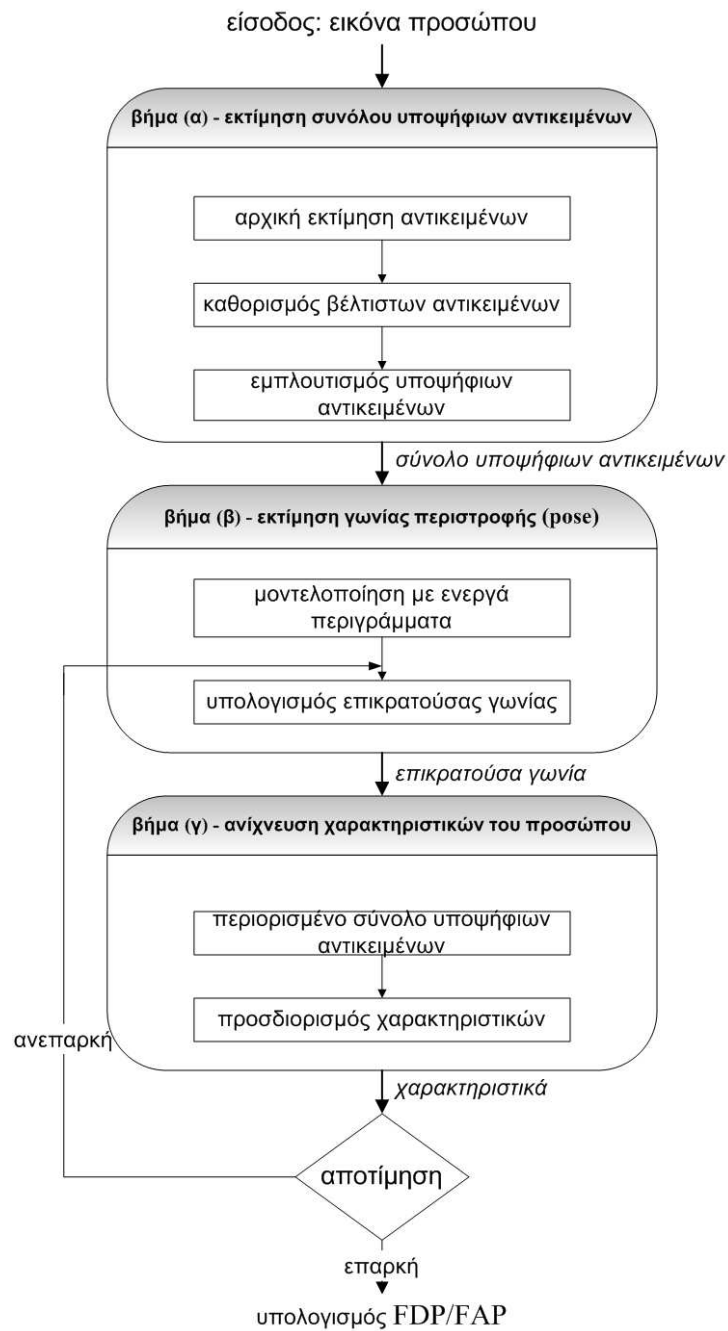 είσοδος: εικόνα προσώπου
βήμα (α) - εκτίμηση συνόλου υποψήφιων αντικειμένων
αρχική εκτίμηση αντικειμένων
καθορισμός βέλτιστων αντικειμένων
εμπλουτισμός υποψήφιων
αντικειμένων
σύνολο υποψήφιων αντικειμένων
βήμα (β) - εκτίμηση γωνίας περιστροφής (pose)
μοντελοποίηση με ενεργά
περιγράμματα
υπολογισμός επικρατούσας γωνίας
επικρατούσα γωνία
βήμα (γ) - ανίχνευση χαρακτηριστικών του προσώπου
περιορισμένο σύνολο υποψήφιων
αντικειμένων
προσδιορισμός χαρακτηριστικών
ανεπαρκή
χαρακτηριστικά
αποτίμηση
επαρκή
υπολογισμός FDP/FAP